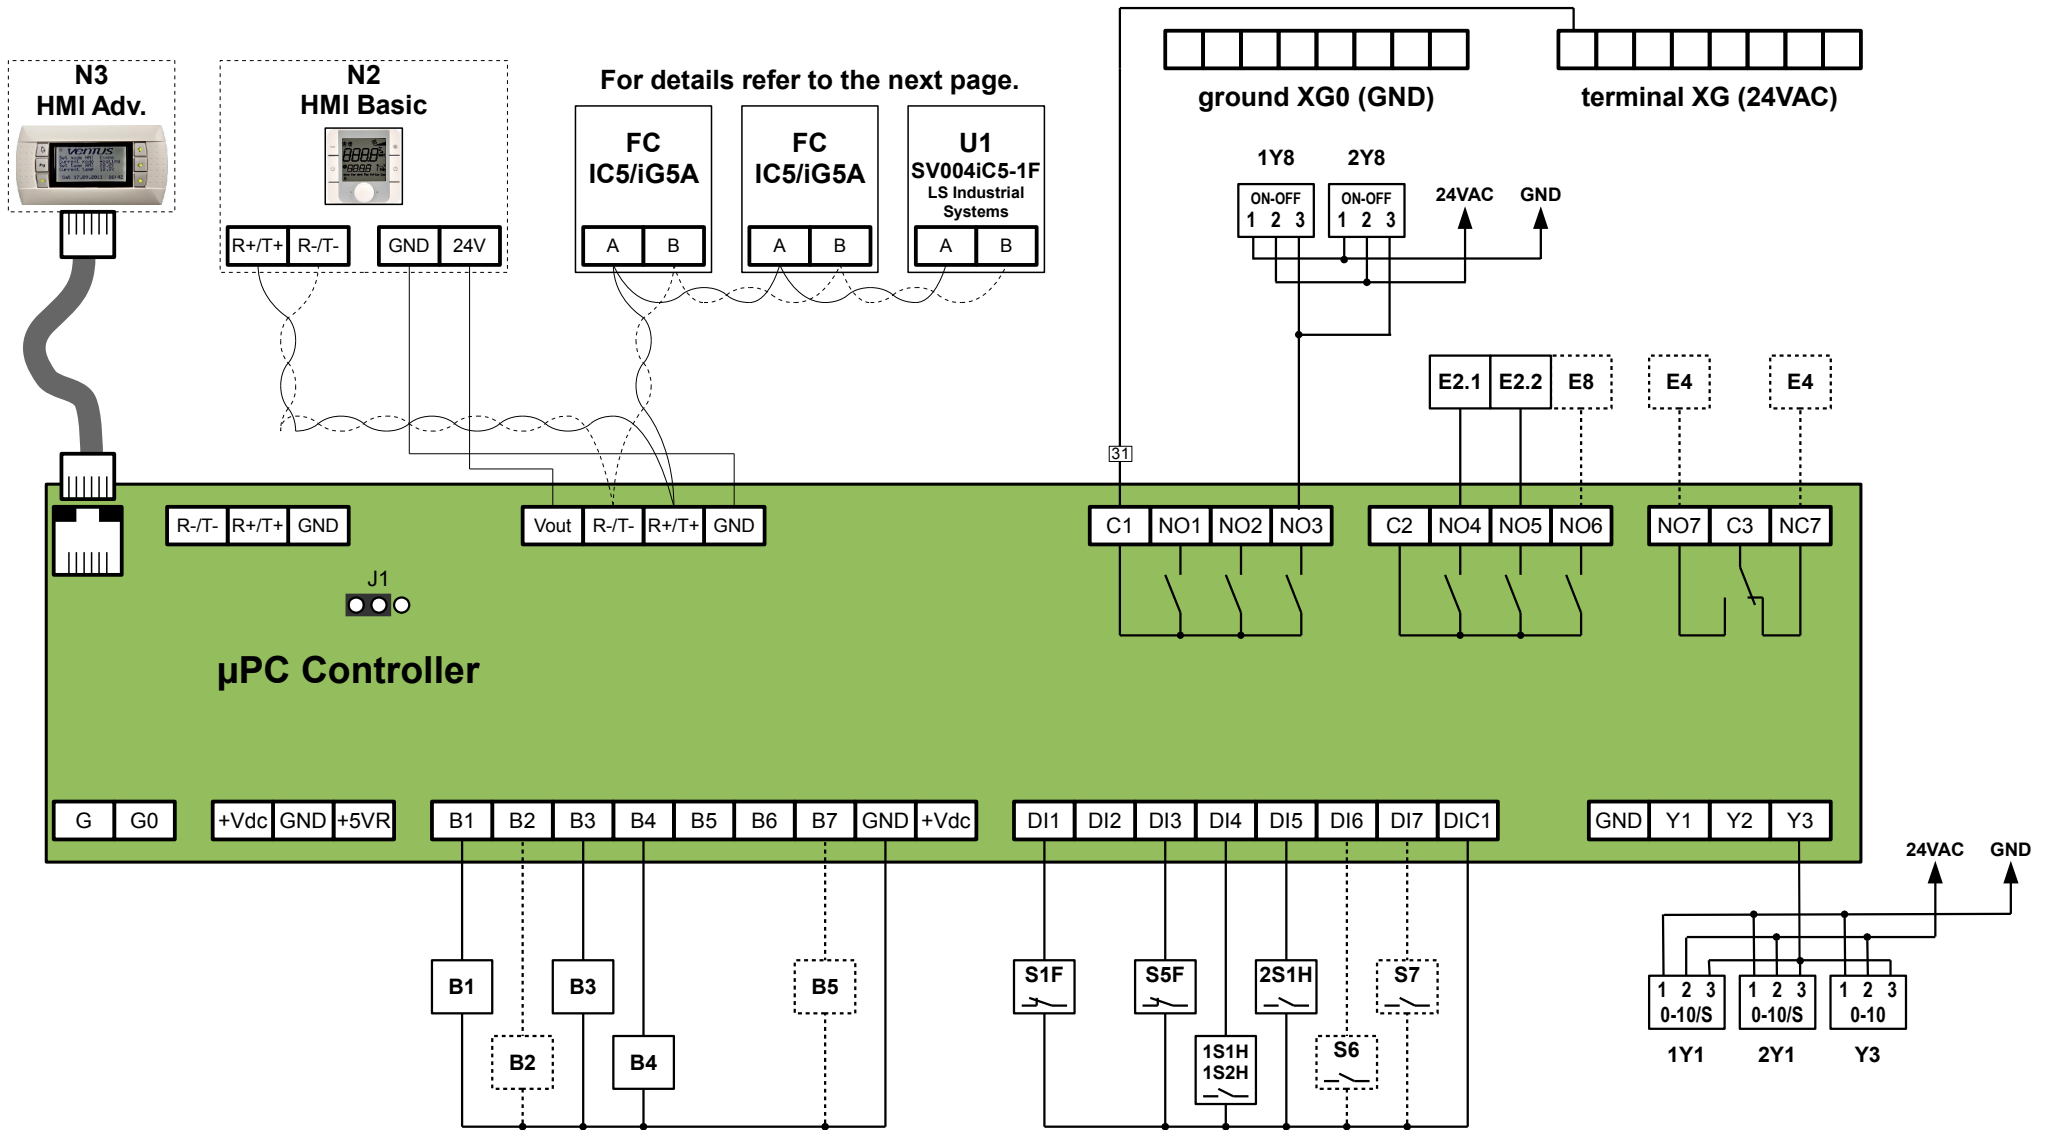 ground XG0 (GND)
terminal XG (24VAC)
N3
HMI Adv.
VENTUS
N2
HMI Basic
R+/T+ R-/T- GND 24V
For details refer to the next page.
FC
IC5/iG5A
A B
FC
IC5/iG5A
A B
U1
SV004iC5-1F
LS Industrial
Systems
A B
1Y8
ON-OFF
1 2 3
2Y8
ON-OFF
1 2 3
24VAC GND
E2.1 E2.2 E8 E4 E4
31
R-/T- R+/T+ GND
Vout R-/T- R+/T+ GND
C1 NO1 NO2 NO3
C2 NO4 NO5 NO6
NO7 C3 NC7
J1
µPC Controller
G G0
+Vdc GND +5VR
B1 B2 B3 B4 B5 B6 B7 GND +Vdc
DI1 DI2 DI3 DI4 DI5 DI6 DI7 DIC1
GND Y1 Y2 Y3
24VAC GND
B1 B3 B5
B2 B4
S1F S5F 2S1H S7
1S1H
1S2H
S6
1 2 3
0-10/S
1Y1
1 2 3
0-10/S
2Y1
1 2 3
0-10
Y3